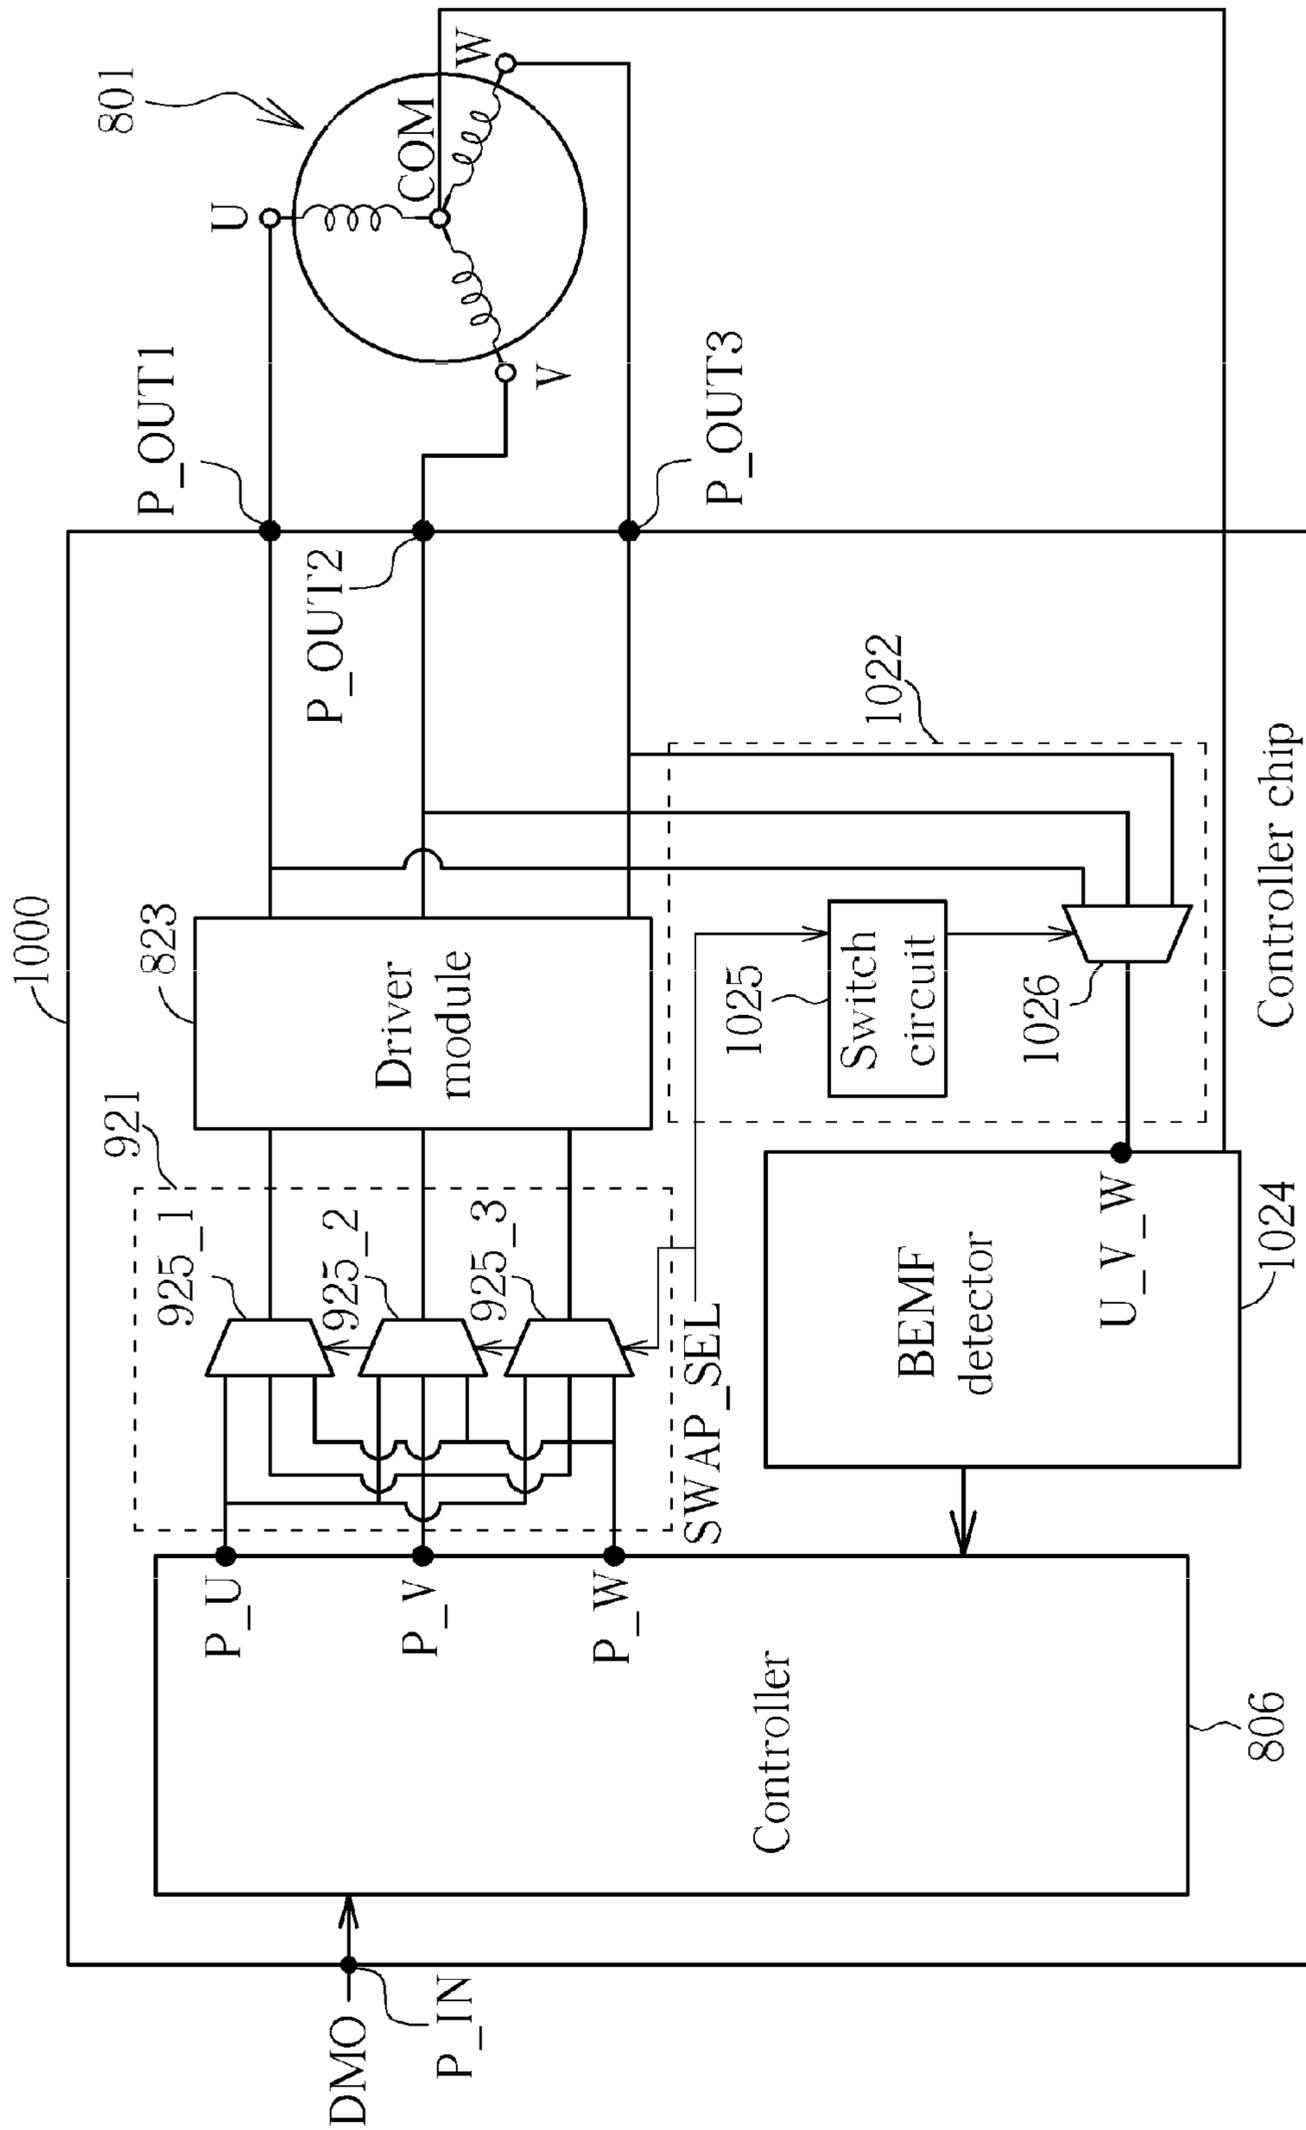 1000
801
U
COM
W
V
P_OUT1
P_OUT2
P_OUT3
823
Driver
module
921
925_1
925_2
925_3
1022
1025
Switch
circuit
1026
Controller chip
SWAP_SEL
BEMF
detector
U_V_W
1024
P_U
P_V
P_W
Controller
806
DMO
P_IN